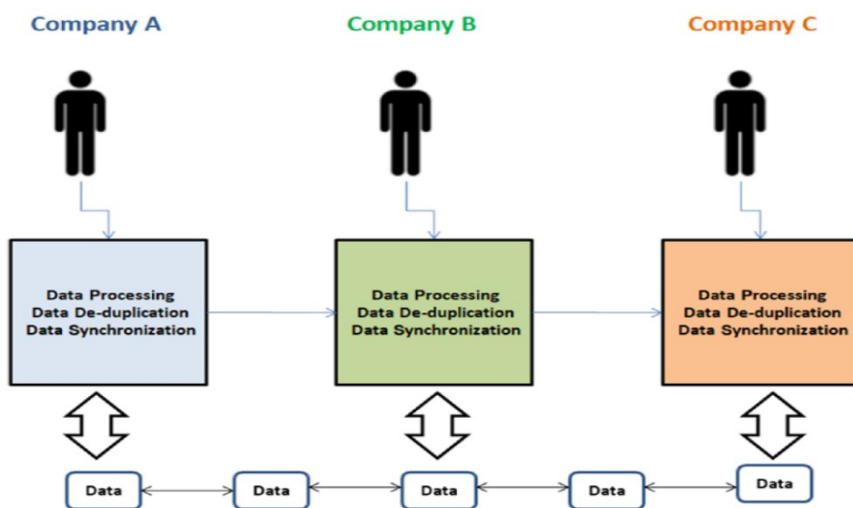 Company A
Company B
Company C
Data Processing
Data De-duplication
Data Synchronization
Data Processing
Data De-duplication
Data Synchronization
Data Processing
Data De-duplication
Data Synchronization
Data
Data
Data
Data
Data